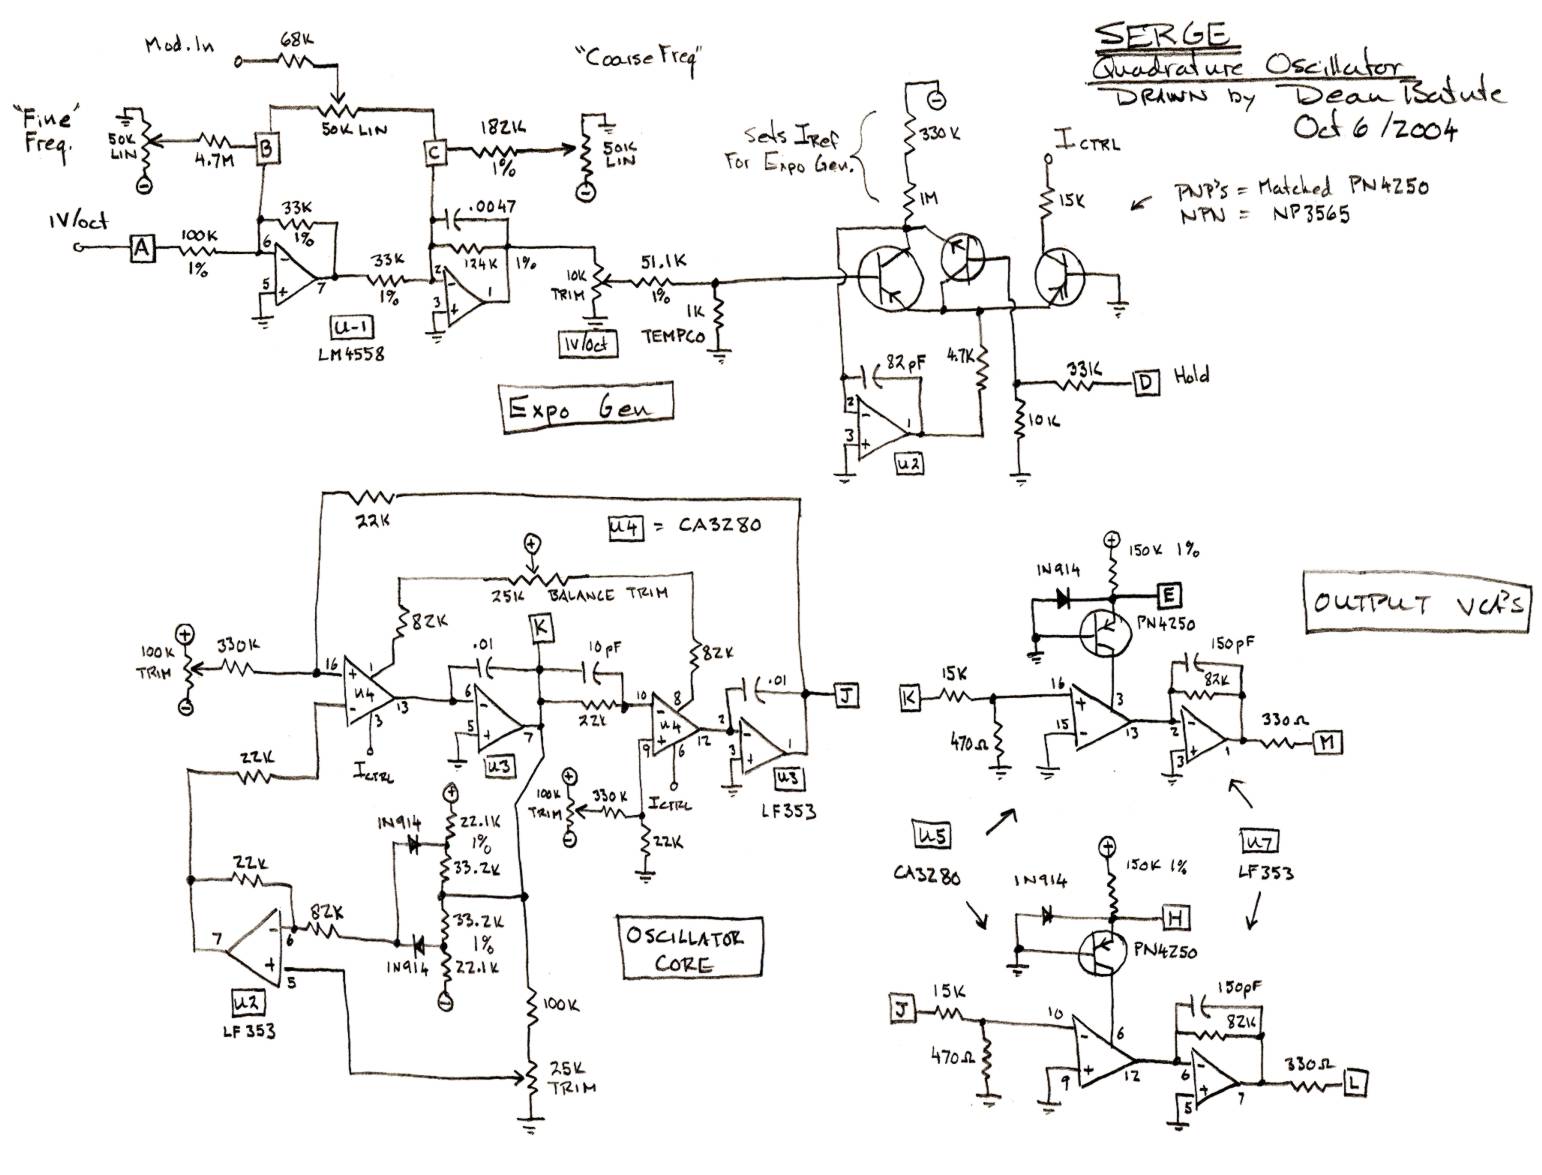 SERGE
Quadrature Oscillator
DRAWN by Dean Batute
Oct 6/2004
Mod. In
68K
"Coarse Freq"
"Fine"
Freq.
50K
LIN
4.7M
B
50K LIN
C
182K
1%
50K
LIN
1V/oct
A
100K
1%
33K
1%
6
5
+
7
33K
1%
.0047
124K
1%
2
3
+
1
U-1
LM4558
10K
TRIM
1V/Oct
51.1K
1%
1K
TEMPCO
Expo Gen
Sets IRef
For Expo Gen.
330K
1M
ICTRL
15K
PNP's = Matched PN4250
NPN = NP3565
82pF
4.7K
2
3
+
1
U2
33K
D
Hold
10K
22K
U4 = CA3280
+
25K
BALANCE TRIM
82K
K
100K
TRIM
330K
16
+
1
U4
13
3
ICTRL
.01
6
5
+
7
U3
10pF
22K
82K
10
8
U4
+
9
6
12
ICTRL
.01
2
3
+
1
U3
LF353
J
22K
100K
TRIM
330K
22K
1N914
22.1K
1%
33.2K
33.2K
1%
22.1K
1N914
22K
82K
7
6
5
+
U2
LF353
OSCILLATOR
CORE
100K
25K
TRIM
OUTPUT VCA'S
150K 1%
1N914
E
PN4250
K
15K
470Ω
16
+
15
3
13
150pF
82K
2
3
+
1
330Ω
M
U5
CA3280
U7
LF353
150K 1%
1N914
H
PN4250
J
15K
470Ω
10
9
+
6
12
150pF
82K
6
5
+
7
330Ω
L